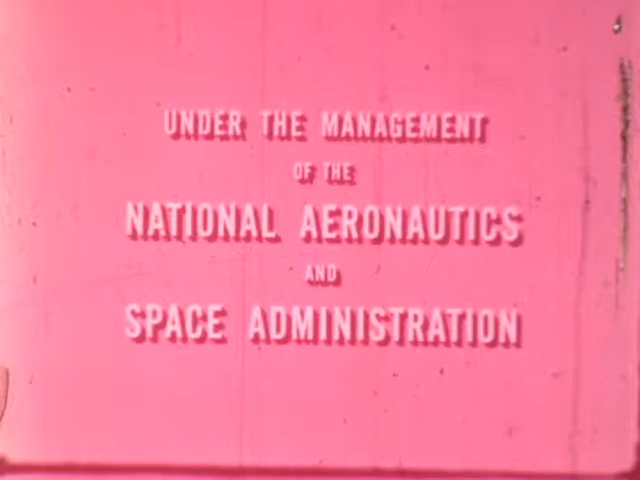 UNDER THE MANAGEMENT
OF THE
NATIONAL AERONAUTICS
AND
SPACE ADMINISTRATION